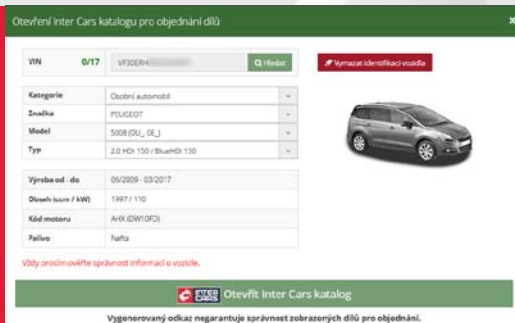 Otevření Inter Cars katalogu pro objednání dílů
VIN 0/17 VF30ERH Hledat Vymazat identifikaci vozidla
Kategorie Osobní automobil
Značka PEUGEOT
Model 5008 (0U_, 0E_)
Typ 2.0 HDi 150 / BlueHDi 150
Výroba od - do 06/2009 - 03/2017
Obsah (ccm / kW) 1997 / 110
Kód motoru AHX (DW10FD)
Palivo Nafta
Vždy prosím ověřte správnost informací o vozidle.
INTER CARS Otevřít Inter Cars katalog
Vygenerovaný odkaz negarantuje správnost zobrazených dílů pro objednání.